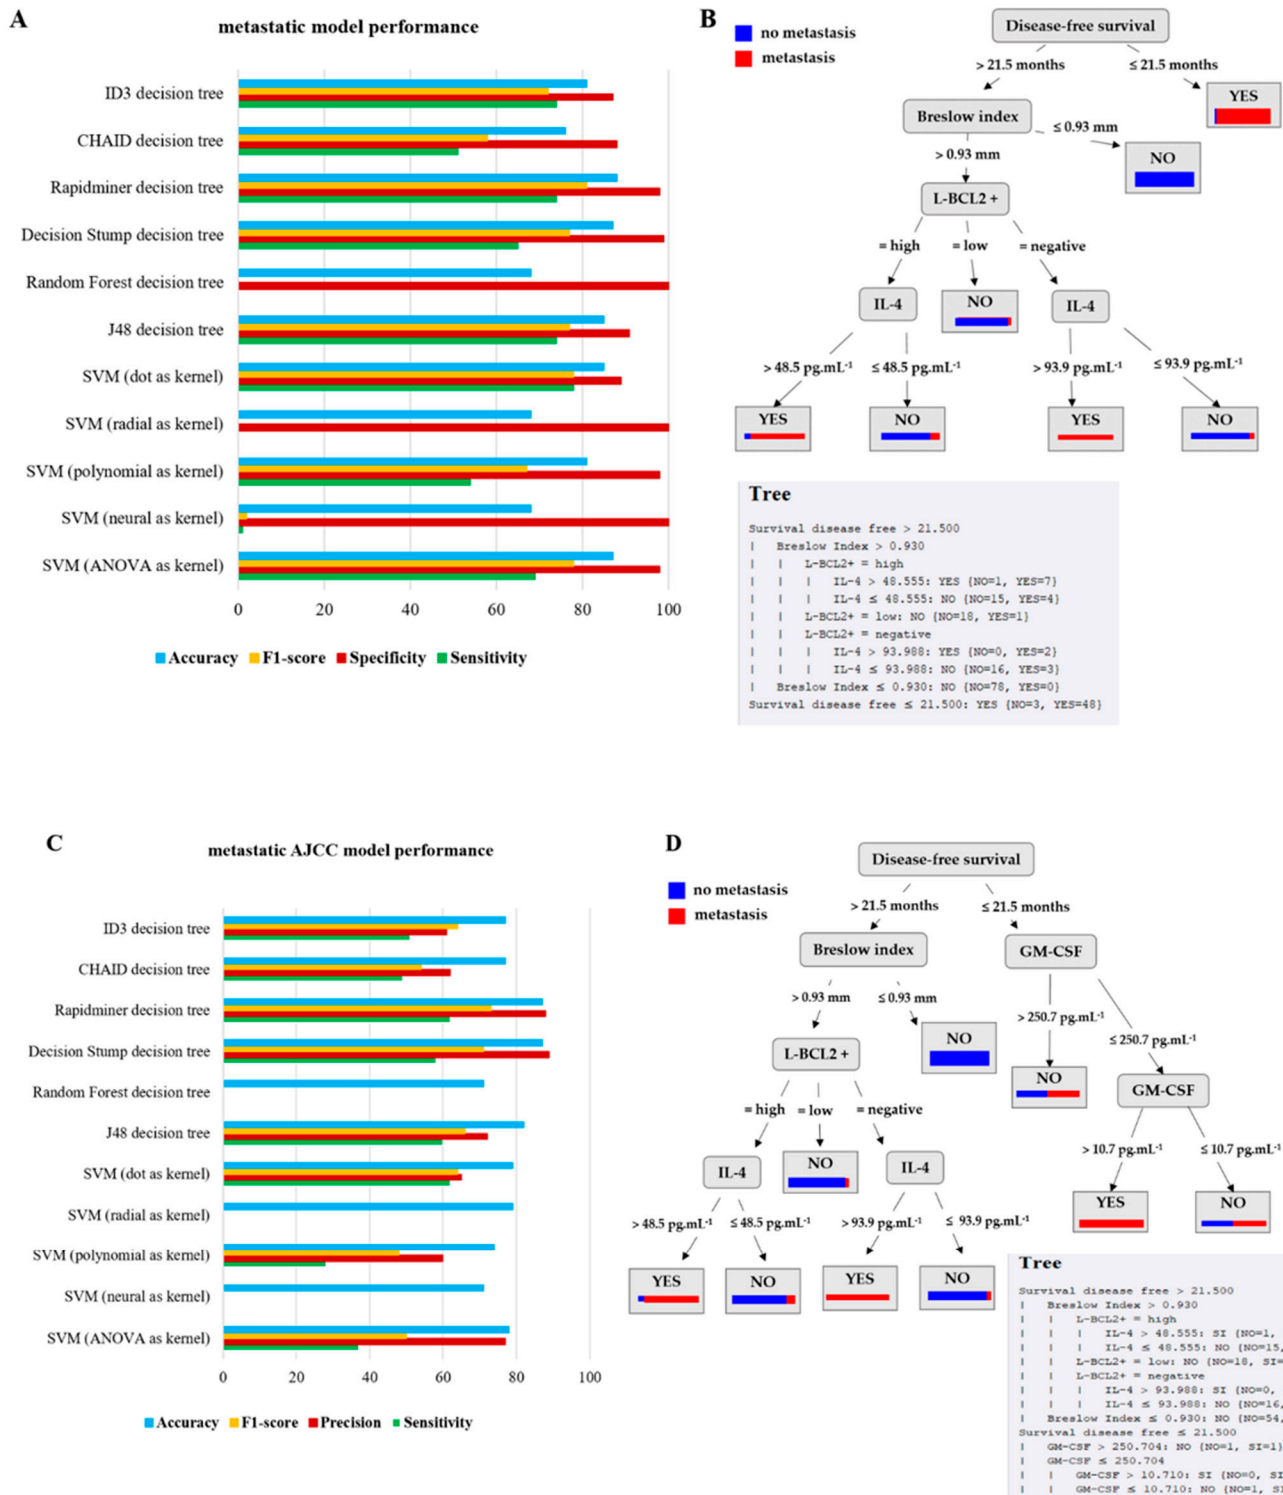 A
metastatic model performance
ID3 decision tree
CHAID decision tree
Rapidminer decision tree
Decision Stump decision tree
Random Forest decision tree
J48 decision tree
SVM (dot as kernel)
SVM (radial as kernel)
SVM (polynomial as kernel)
SVM (neural as kernel)
SVM (ANOVA as kernel)
0 20 40 60 80 100
Accuracy F1-score Specificity Sensitivity
B
no metastasis
metastasis
Disease-free survival
> 21.5 months ≤ 21.5 months
YES
Breslow index
≤ 0.93 mm
> 0.93 mm
NO
L-BCL2 +
= high = low = negative
IL-4 NO IL-4
> 48.5 pg.mL-1 ≤ 48.5 pg.mL-1 > 93.9 pg.mL-1 ≤ 93.9 pg.mL-1
YES NO YES NO
Tree
Survival disease free > 21.500
| Breslow Index > 0.930
| | L-BCL2+ = high
| | | IL-4 > 48.555: YES {NO=1, YES=7}
| | | IL-4 ≤ 48.555: NO {NO=15, YES=4}
| | L-BCL2+ = low: NO {NO=18, YES=1}
| | L-BCL2+ = negative
| | | IL-4 > 93.988: YES {NO=0, YES=2}
| | | IL-4 ≤ 93.988: NO {NO=16, YES=3}
| Breslow Index ≤ 0.930: NO {NO=78, YES=0}
Survival disease free ≤ 21.500: YES {NO=3, YES=48}
C
metastatic AJCC model performance
ID3 decision tree
CHAID decision tree
Rapidminer decision tree
Decision Stump decision tree
Random Forest decision tree
J48 decision tree
SVM (dot as kernel)
SVM (radial as kernel)
SVM (polynomial as kernel)
SVM (neural as kernel)
SVM (ANOVA as kernel)
0 20 40 60 80 100
Accuracy F1-score Precision Sensitivity
D
no metastasis
metastasis
Disease-free survival
> 21.5 months ≤ 21.5 months
Breslow index GM-CSF
> 0.93 mm ≤ 0.93 mm
> 250.7 pg.mL-1 ≤ 250.7 pg.mL-1
NO
L-BCL2 +
NO
GM-CSF
= high = low = negative
> 10.7 pg.mL-1 ≤ 10.7 pg.mL-1
IL-4 NO IL-4
YES NO
> 48.5 pg.mL-1 ≤ 48.5 pg.mL-1 > 93.9 pg.mL-1 ≤ 93.9 pg.mL-1
YES NO YES NO
Tree
Survival disease free > 21.500
| Breslow Index > 0.930
| | L-BCL2+ = high
| | | IL-4 > 48.555: SI {NO=1,
| | | IL-4 ≤ 48.555: NO {NO=15,
| | L-BCL2+ = low: NO {NO=18, SI=
| | L-BCL2+ = negative
| | | IL-4 > 93.988: SI {NO=0,
| | | IL-4 ≤ 93.988: NO {NO=16,
| Breslow Index ≤ 0.930: NO {NO=54,
Survival disease free ≤ 21.500
| GM-CSF > 250.704: NO {NO=1, SI=1}
| GM-CSF ≤ 250.704
| | GM-CSF > 10.710: SI {NO=0, SI
| | GM-CSF ≤ 10.710: NO {NO=1, SI